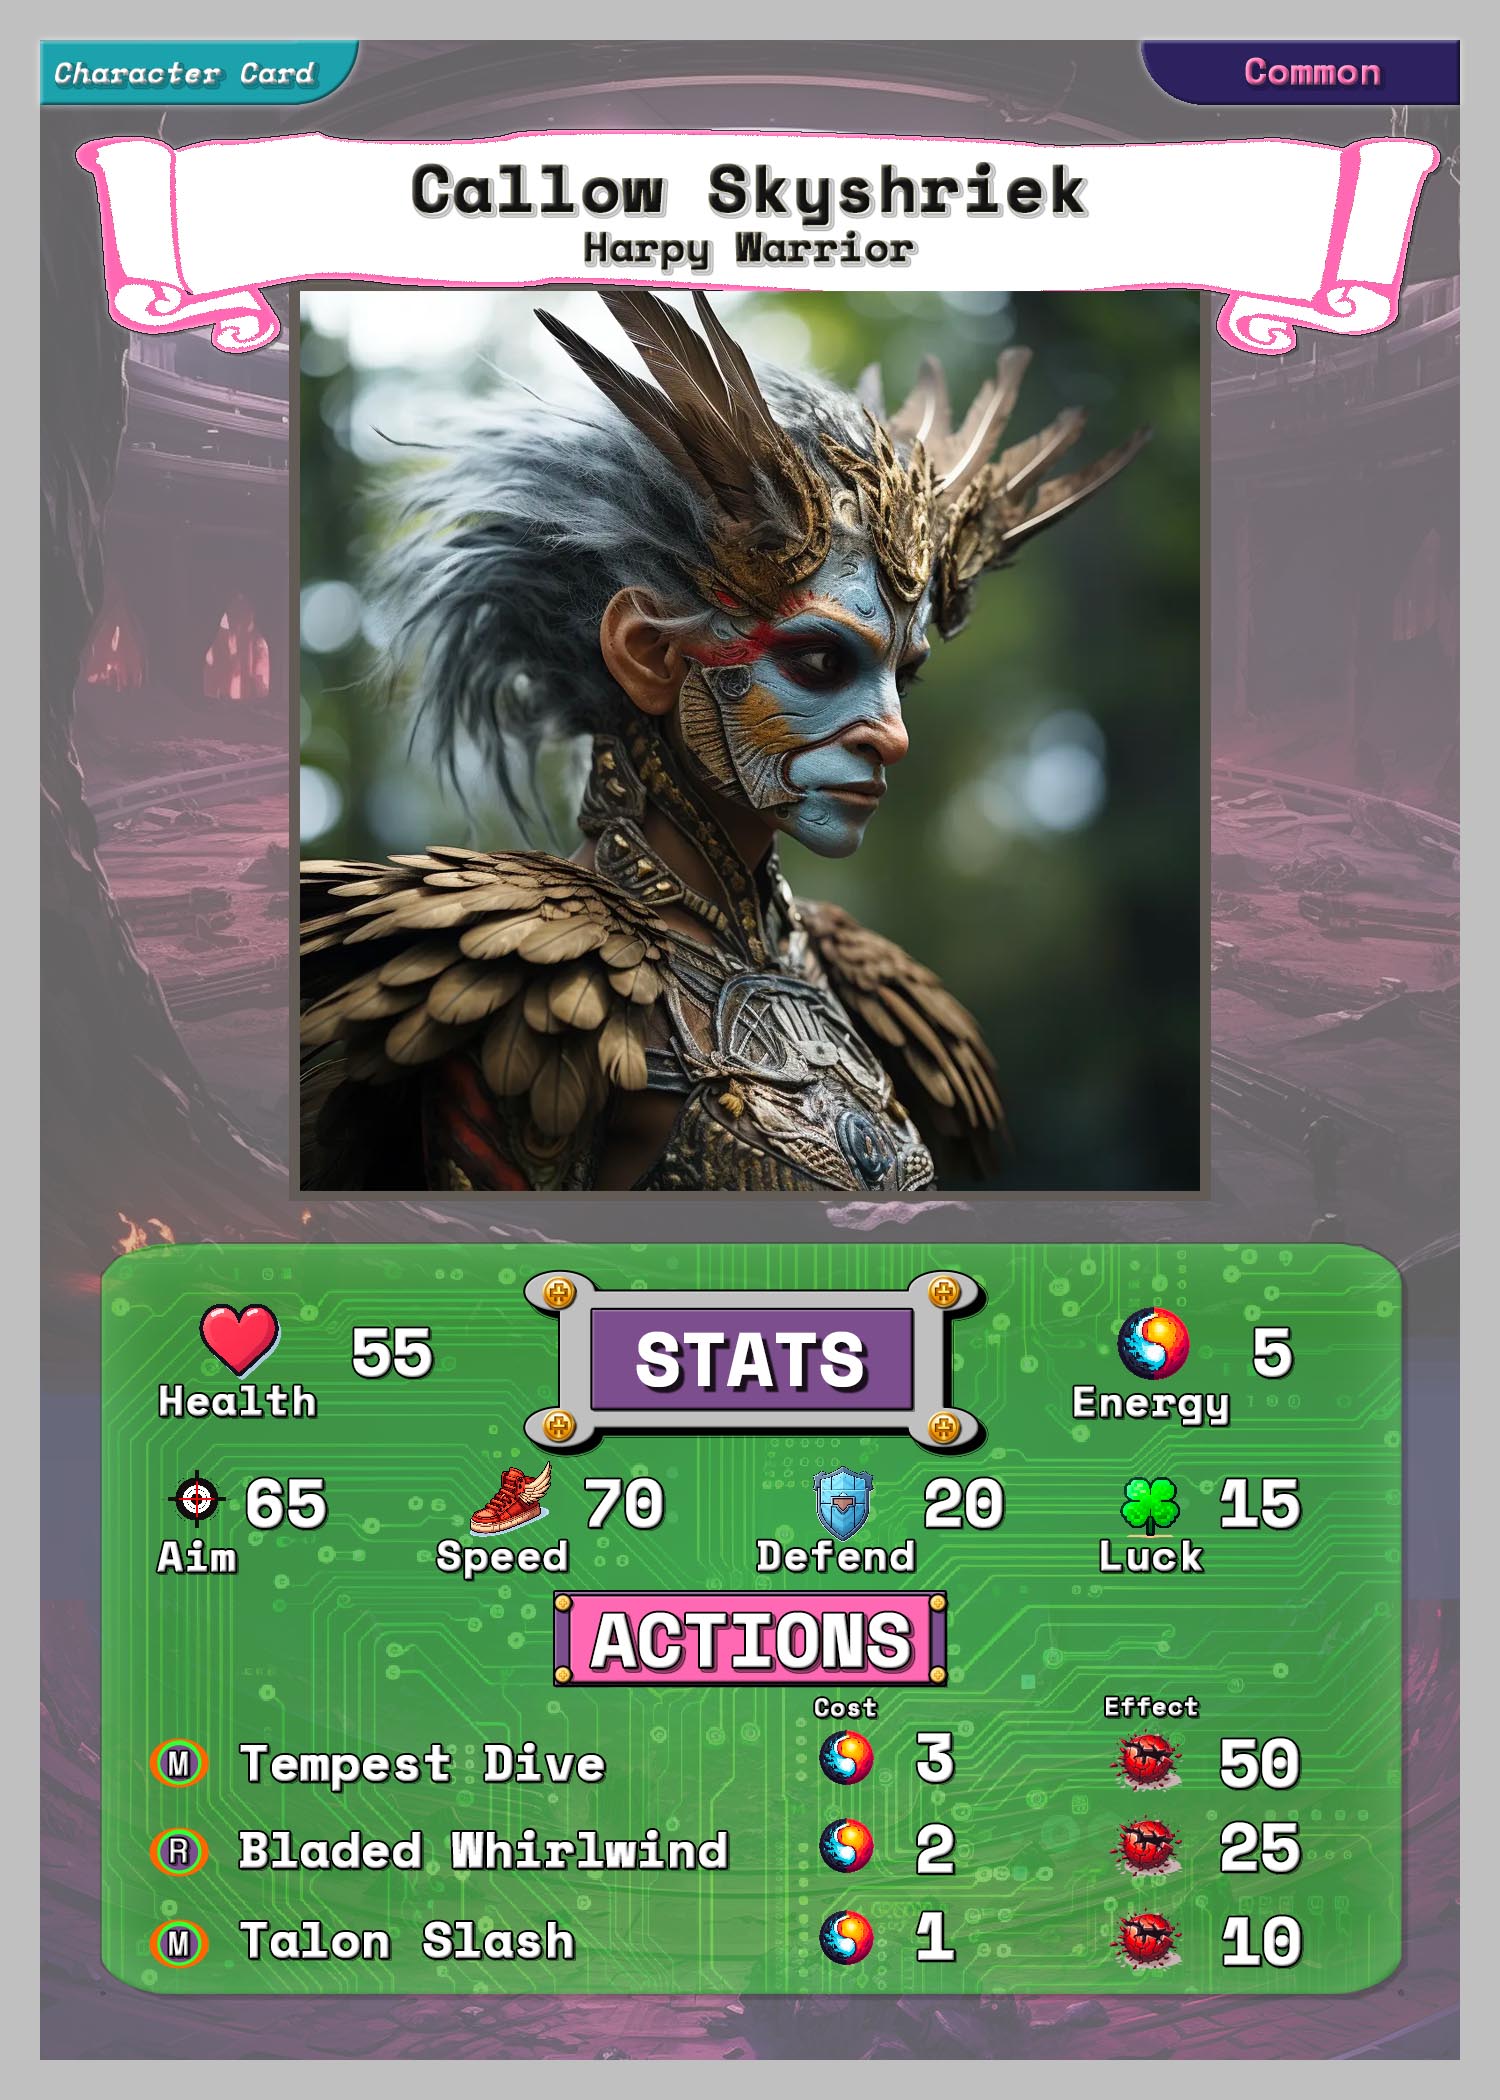 Character Card
Common
Callow Skyshriek
Harpy Warrior
55
STATS
5
Health
Energy
65
70
20
15
Aim
Speed
Defend
Luck
ACTIONS
Cost
Effect
M Tempest Dive 3 50
R Bladed Whirlwind 2 25
M Talon Slash 1 10